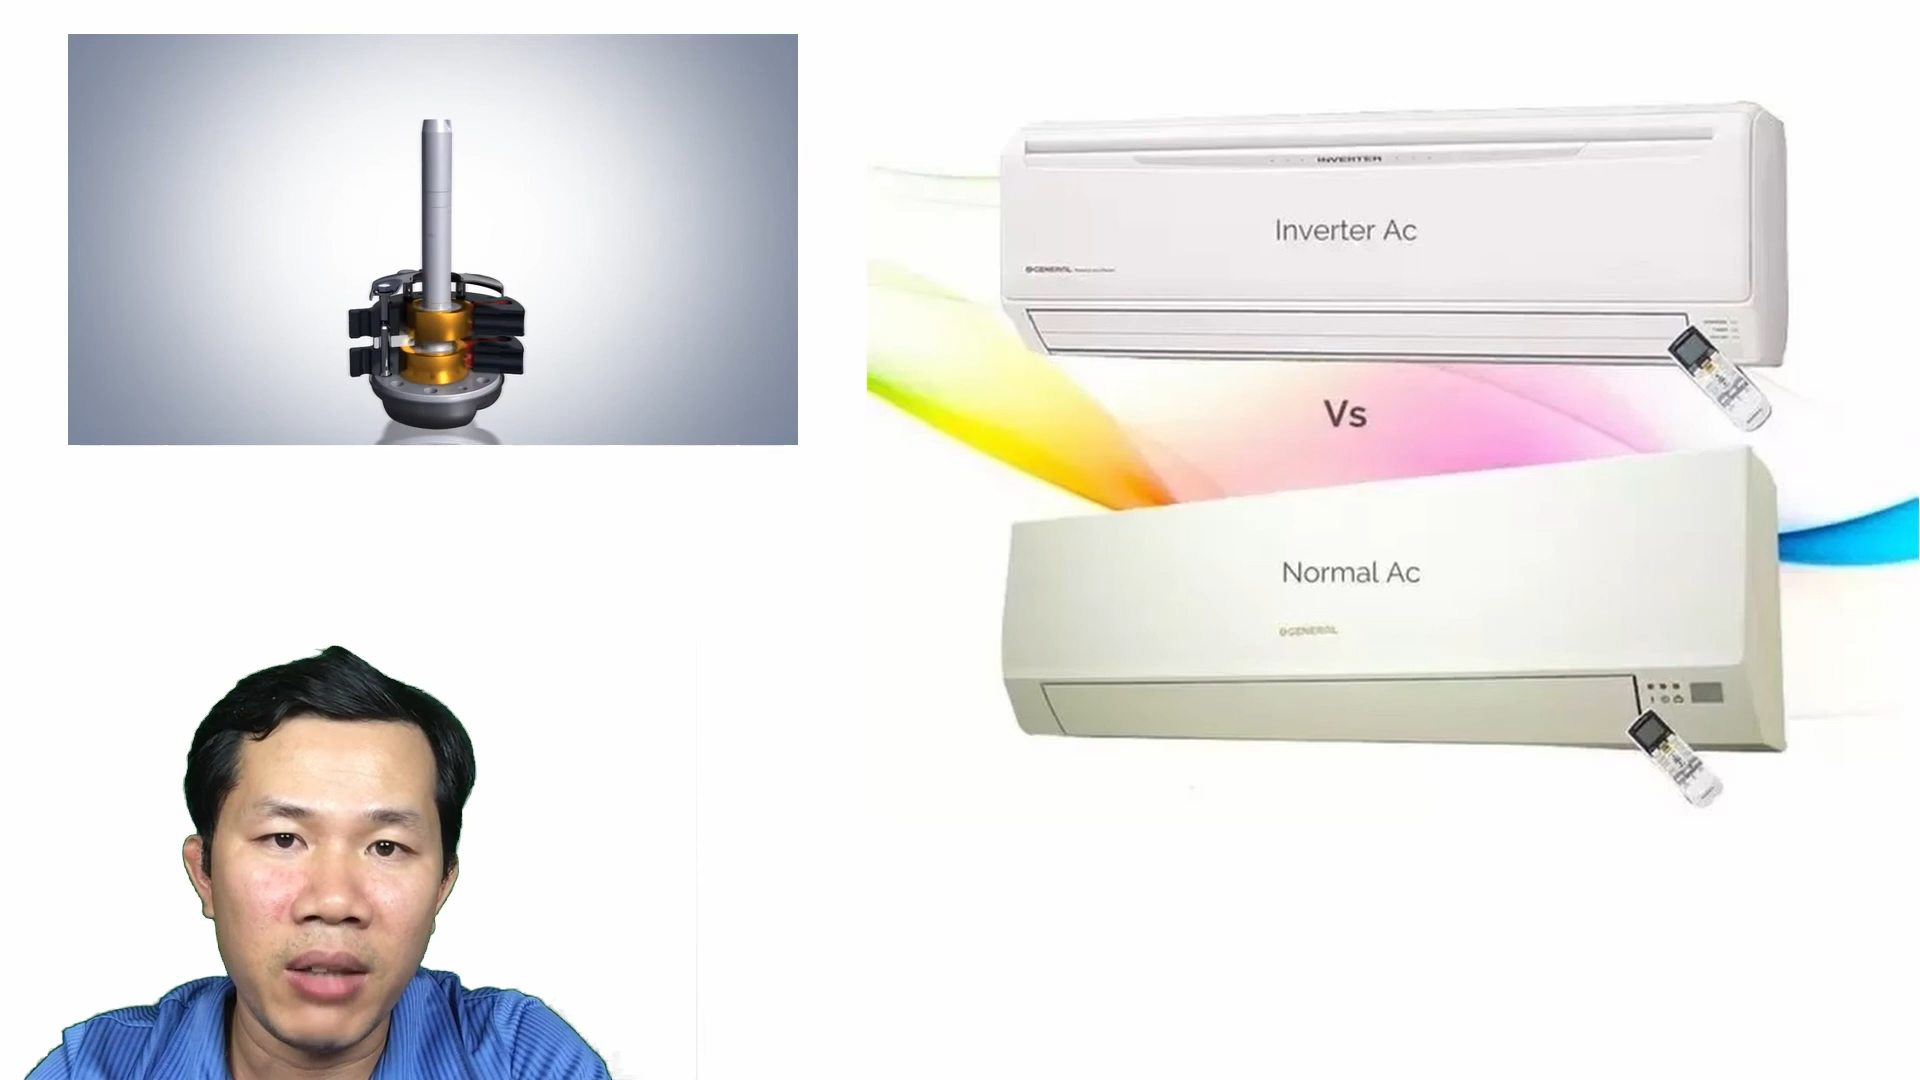 INVERTER
Inverter Ac
GENERAL
Vs
Normal Ac
GENERAL